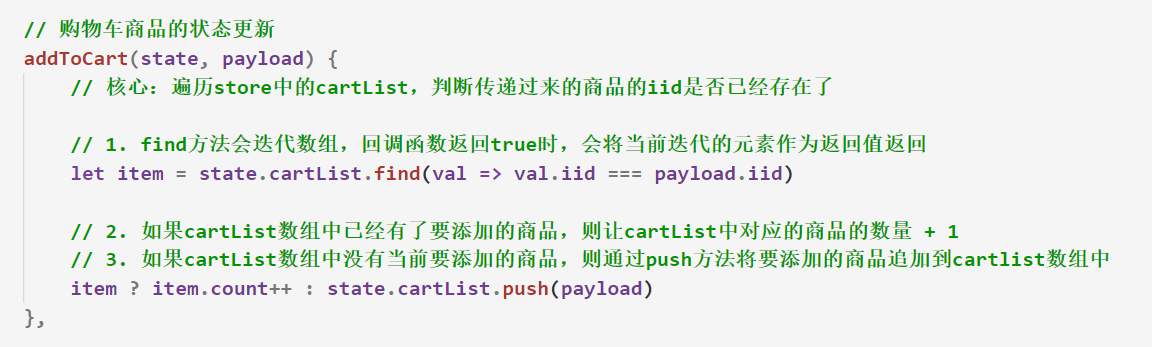 // 购物车商品的状态更新
addToCart(state, payload) {
// 核心：遍历store中的cartList，判断传递过来的商品的iid是否已经存在了
// 1. find方法会迭代数组，回调函数返回true时，会将当前迭代的元素作为返回值返回
let item = state.cartList.find(val => val.iid === payload.iid)
// 2. 如果cartList数组中已经有了要添加的商品，则让cartList中对应的商品的数量 + 1
// 3. 如果cartList数组中没有当前要添加的商品，则通过push方法将要添加的商品追加到cartlist数组中
item ? item.count++ : state.cartList.push(payload)
},